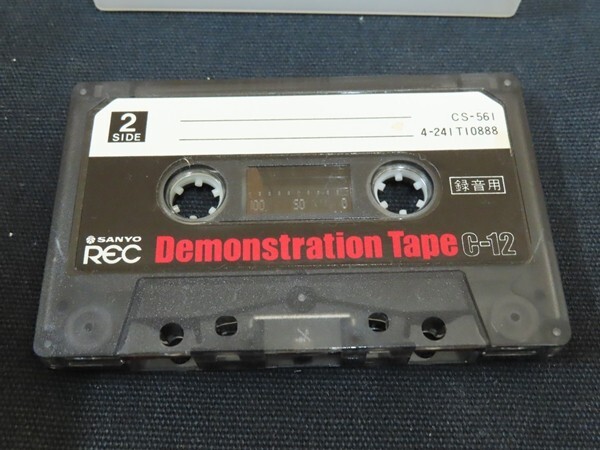 2
SIDE
CS-561
4-241T10888
100 50 0
録音用
SANYO
REC
Demonstration Tape C-12